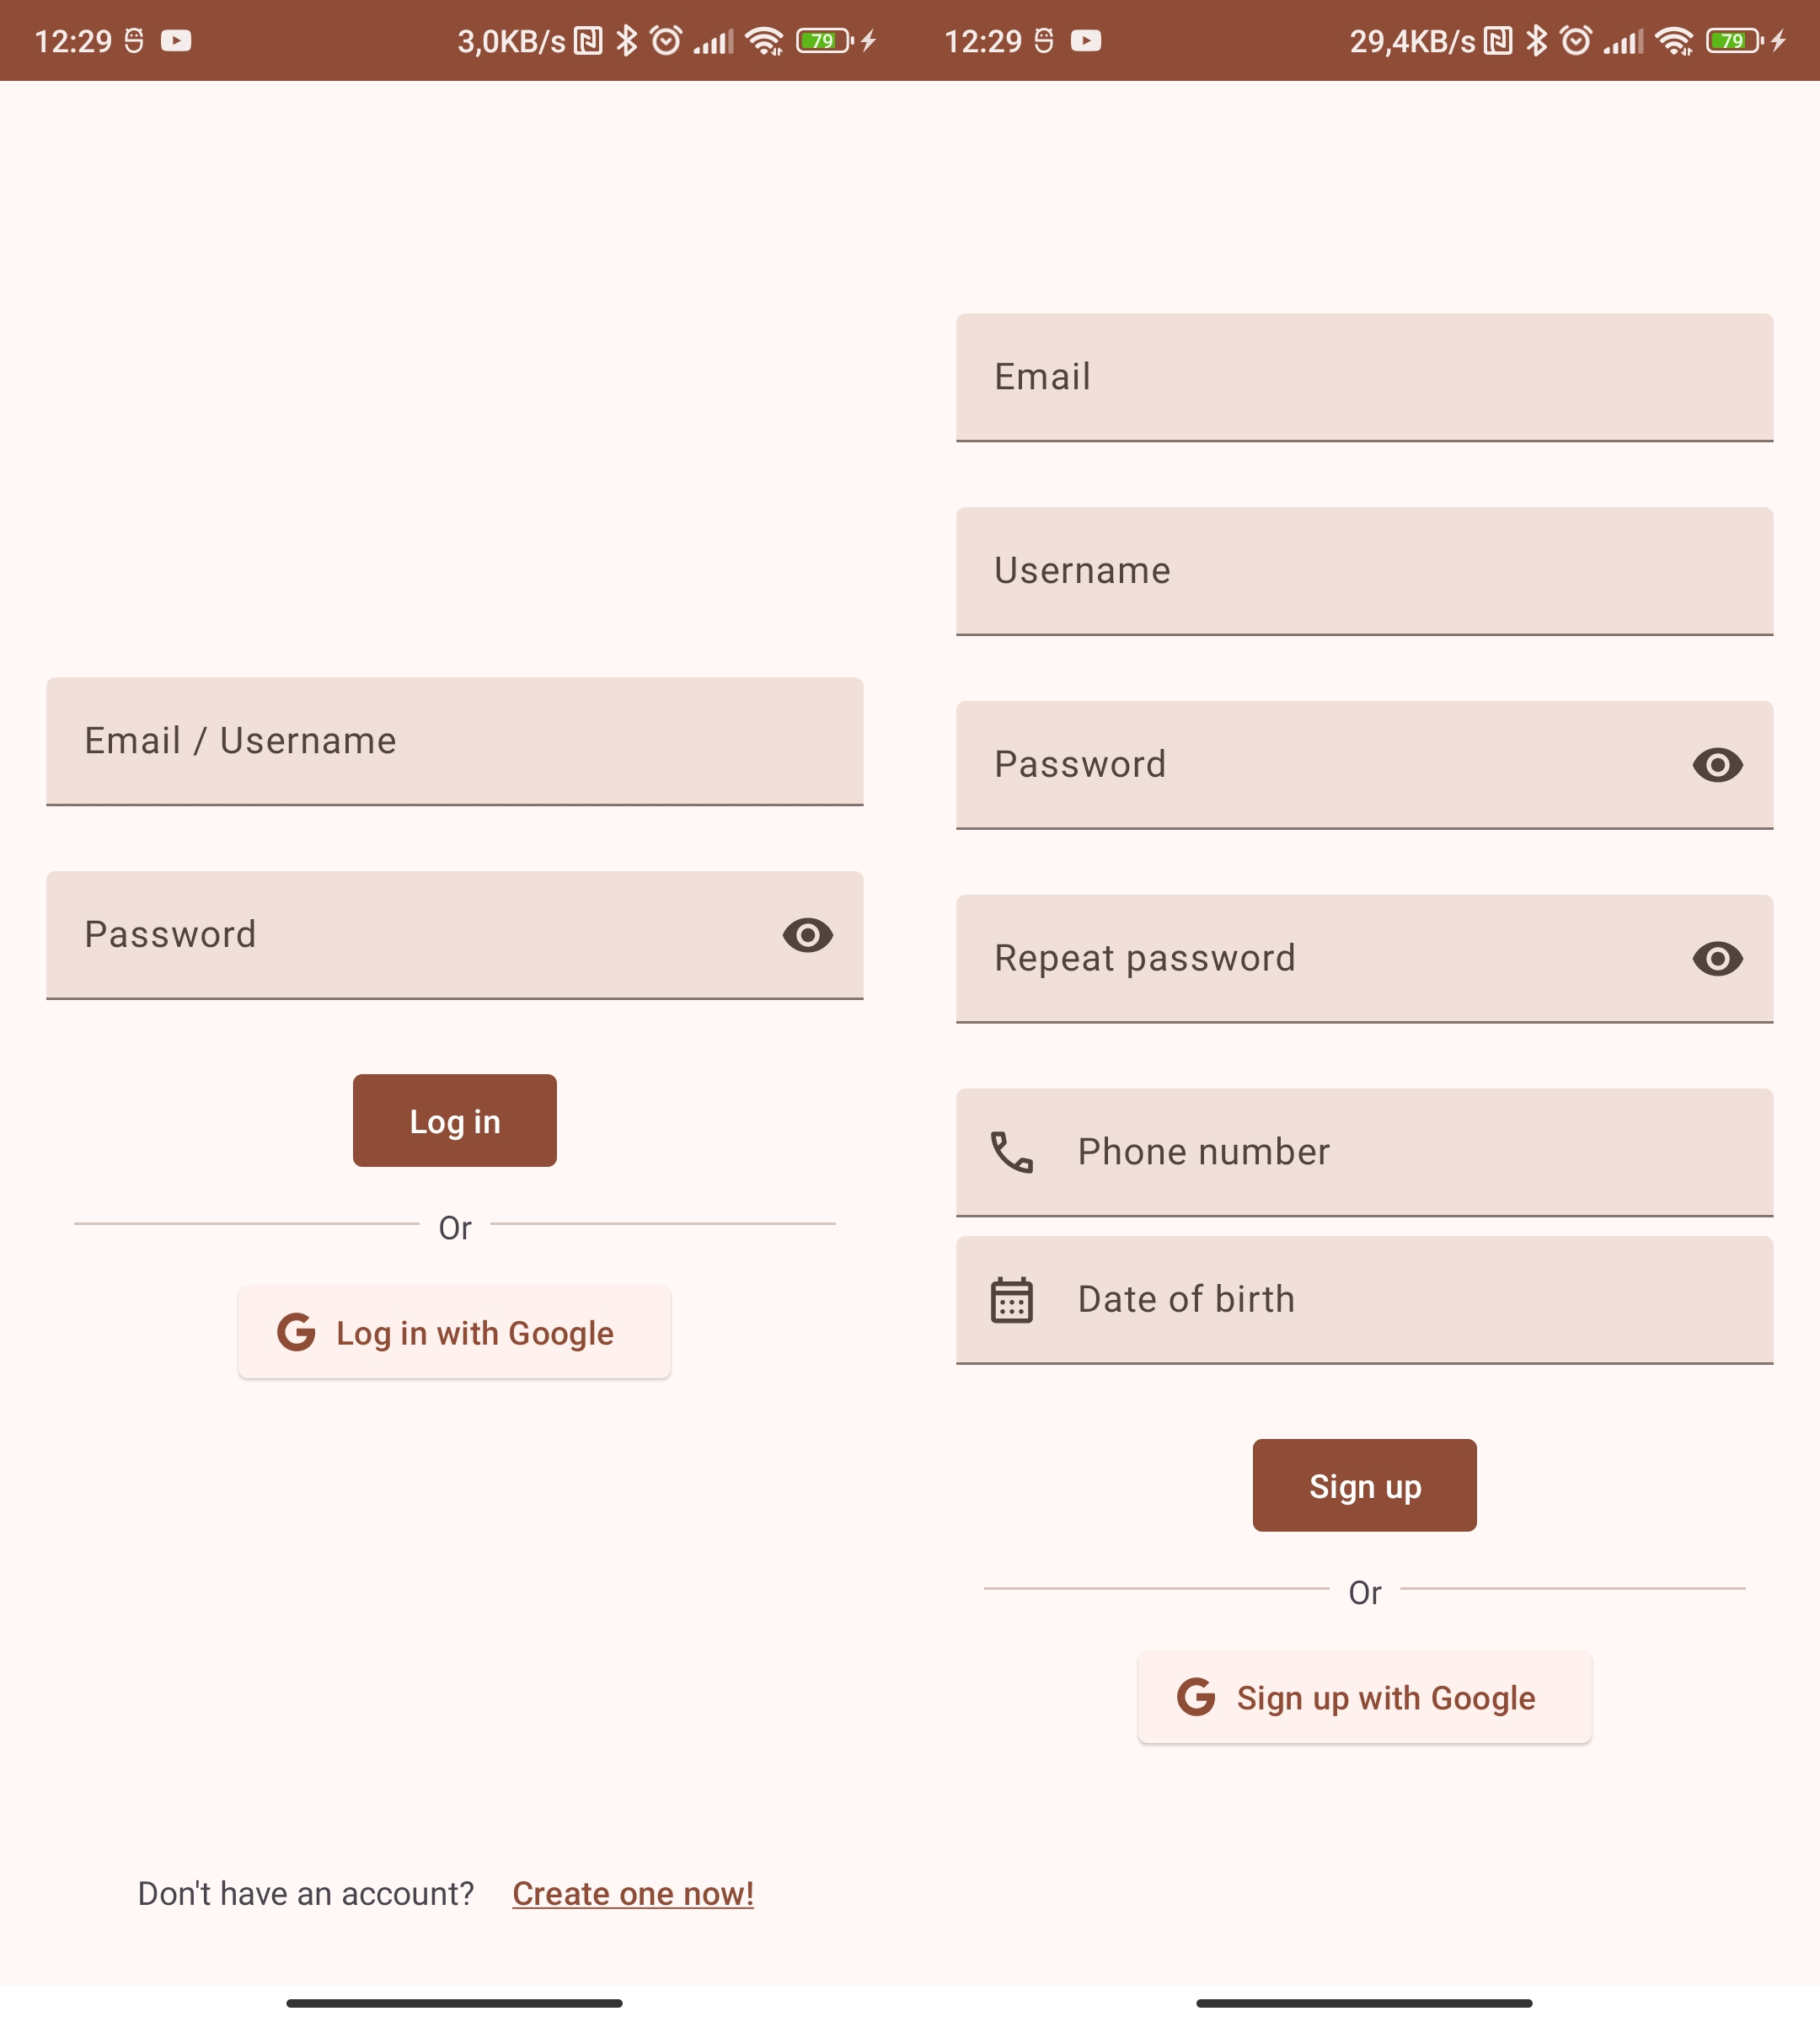 12:29 3,0KB/s 79
Email / Username
Password
Log in
Or
Log in with Google
Don't have an account? Create one now!
12:29 29,4KB/s 79
Email
Username
Password
Repeat password
Phone number
Date of birth
Sign up
Or
Sign up with Google